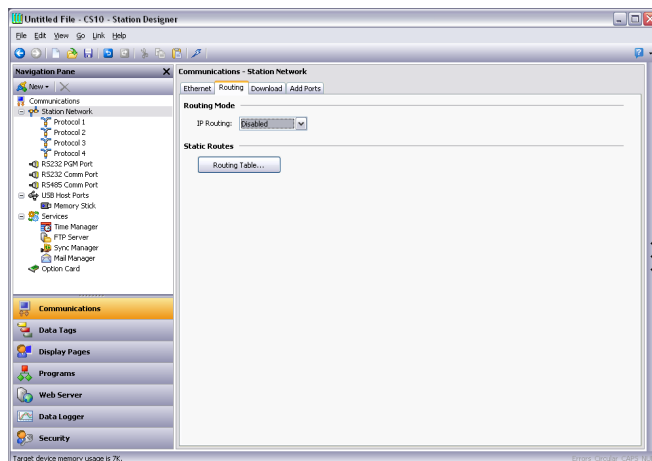 Untitled File - CS10 - Station Designer
File Edit View Go Link Help
Navigation Pane
New
Communications
Station Network
Protocol 1
Protocol 2
Protocol 3
Protocol 4
RS232 PGM Port
RS232 Comm Port
RS485 Comm Port
USB Host Ports
Memory Stick
Services
Time Manager
FTP Server
Sync Manager
Mail Manager
Option Card
Communications
Data Tags
Display Pages
Programs
Web Server
Data Logger
Security
Communications - Station Network
Ethernet Routing Download Add Ports
Routing Mode
IP Routing: Disabled
Static Routes
Routing Table...
Target device memory usage is 7K.
Errors Circular CAPS